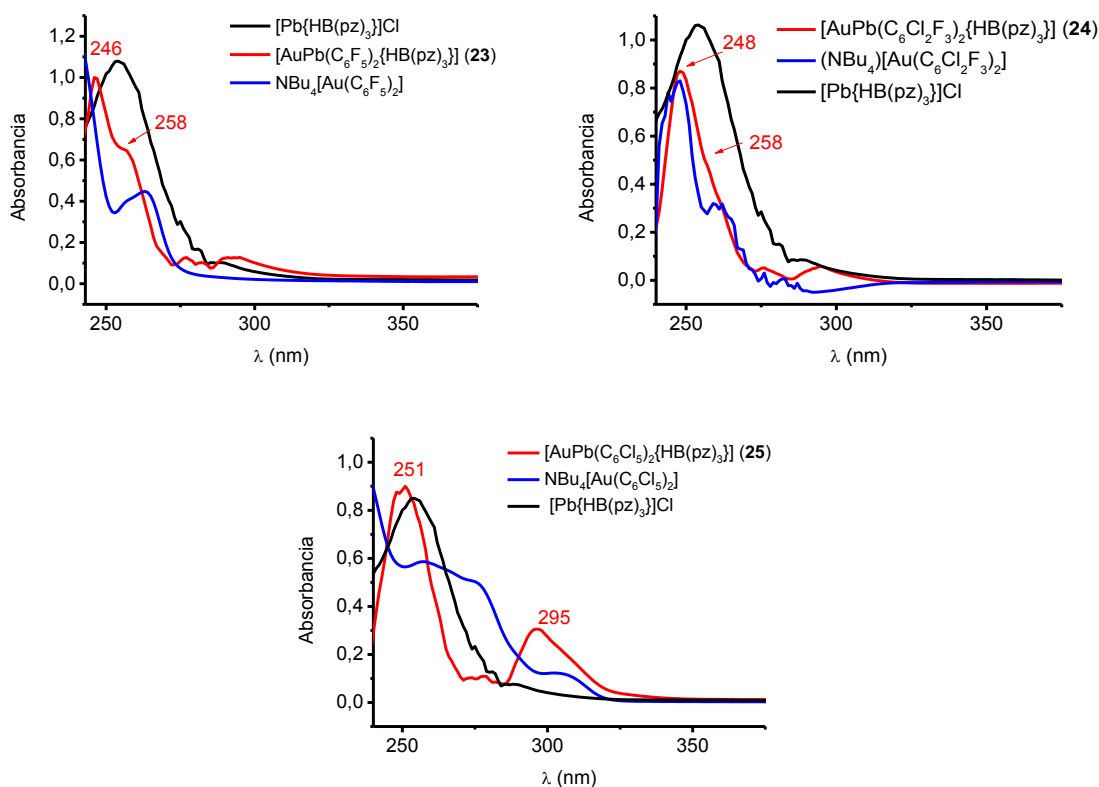 [Pb{HB(pz)₃}]Cl
[AuPb(C₆F₅)₂{HB(pz)₃}] (23)
NBu₄[Au(C₆F₅)₂]
246
258
1,2
1,0
0,8
0,6
0,4
0,2
0,0
Absorbancia
250
300
350
λ (nm)
[AuPb(C₆Cl₂F₃)₂{HB(pz)₃}] (24)
(NBu₄)[Au(C₆Cl₂F₃)₂]
[Pb{HB(pz)₃}]Cl
248
258
1,0
0,8
0,6
0,4
0,2
0,0
Absorbancia
250
300
350
λ (nm)
[AuPb(C₆Cl₅)₂{HB(pz)₃}] (25)
NBu₄[Au(C₆Cl₅)₂]
[Pb{HB(pz)₃}]Cl
251
295
1,0
0,8
0,6
0,4
0,2
0,0
Absorbancia
250
300
350
λ (nm)